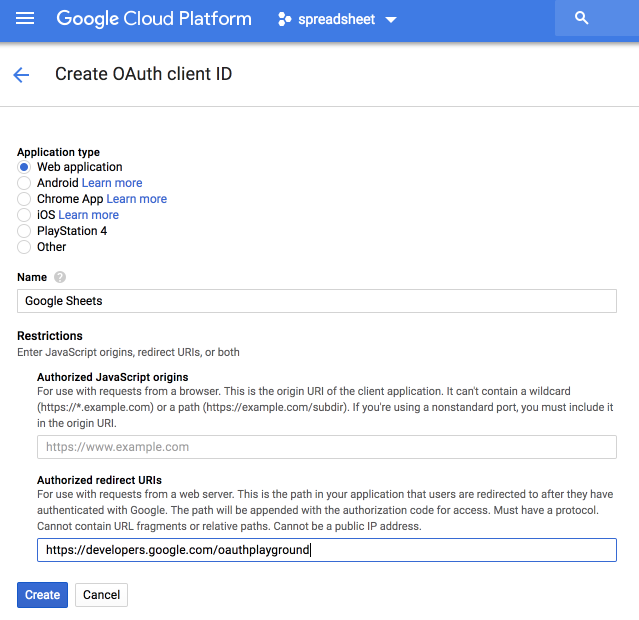 Google Cloud Platform spreadsheet
Create OAuth client ID
Application type
Web application
Android Learn more
Chrome App Learn more
iOS Learn more
PlayStation 4
Other
Name ?
Google Sheets
Restrictions
Enter JavaScript origins, redirect URIs, or both
Authorized JavaScript origins
For use with requests from a browser. This is the origin URI of the client application. It can't contain a wildcard
(https://*.example.com) or a path (https://example.com/subdir). If you're using a nonstandard port, you must include it
in the origin URI.
https://www.example.com
Authorized redirect URIs
For use with requests from a web server. This is the path in your application that users are redirected to after they have
authenticated with Google. The path will be appended with the authorization code for access. Must have a protocol.
Cannot contain URL fragments or relative paths. Cannot be a public IP address.
https://developers.google.com/oauthplayground
Create Cancel